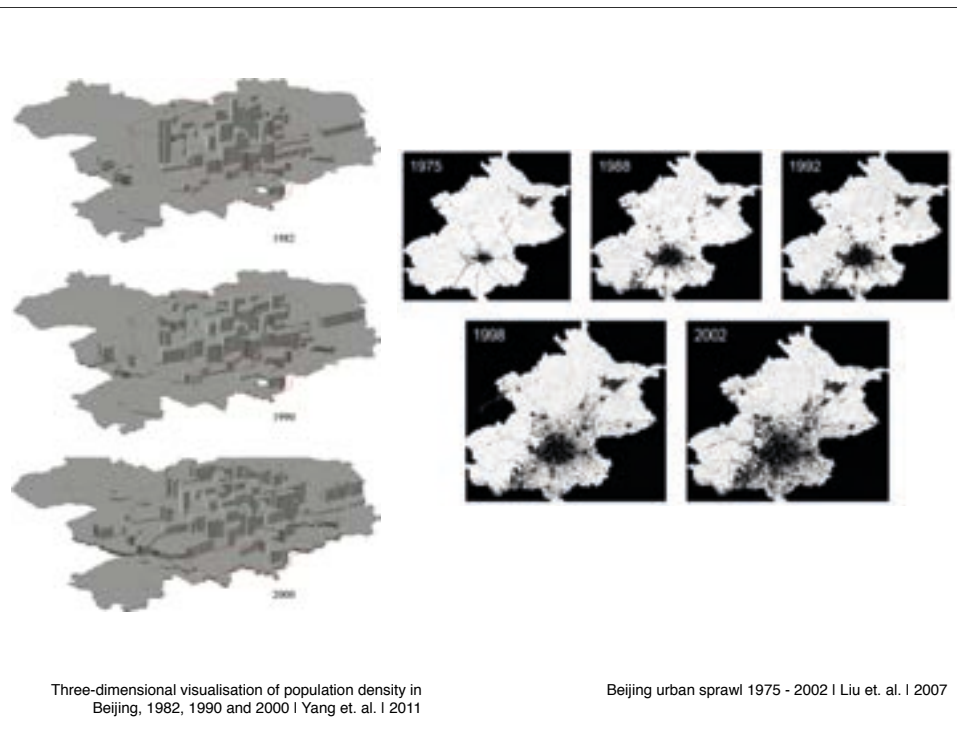 1982
1990
2000
1975
1988
1992
1998
2002
Three-dimensional visualisation of population density in
Beijing, 1982, 1990 and 2000 | Yang et. al. | 2011
Beijing urban sprawl 1975 - 2002 | Liu et. al. | 2007